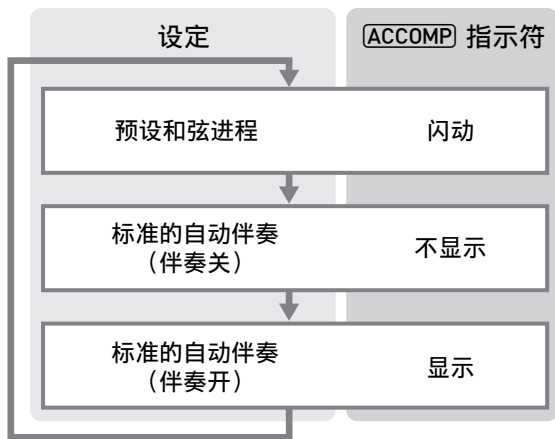 设定
ACCOMP 指示符
预设和弦进程
闪动
标准的自动伴奏
（伴奏关）
不显示
标准的自动伴奏
（伴奏开）
显示